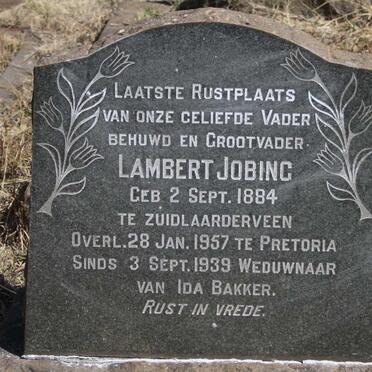 Laatste Rustplaats
van onze geliefde Vader
behuwd en Grootvader
Lambert Jobing
Geb 2 Sept. 1884
te Zuidlaarderveen
Overl. 28 Jan. 1957 te Pretoria
Sinds 3 Sept. 1939 Weduwnaar
van Ida Bakker.
Rust in vrede.